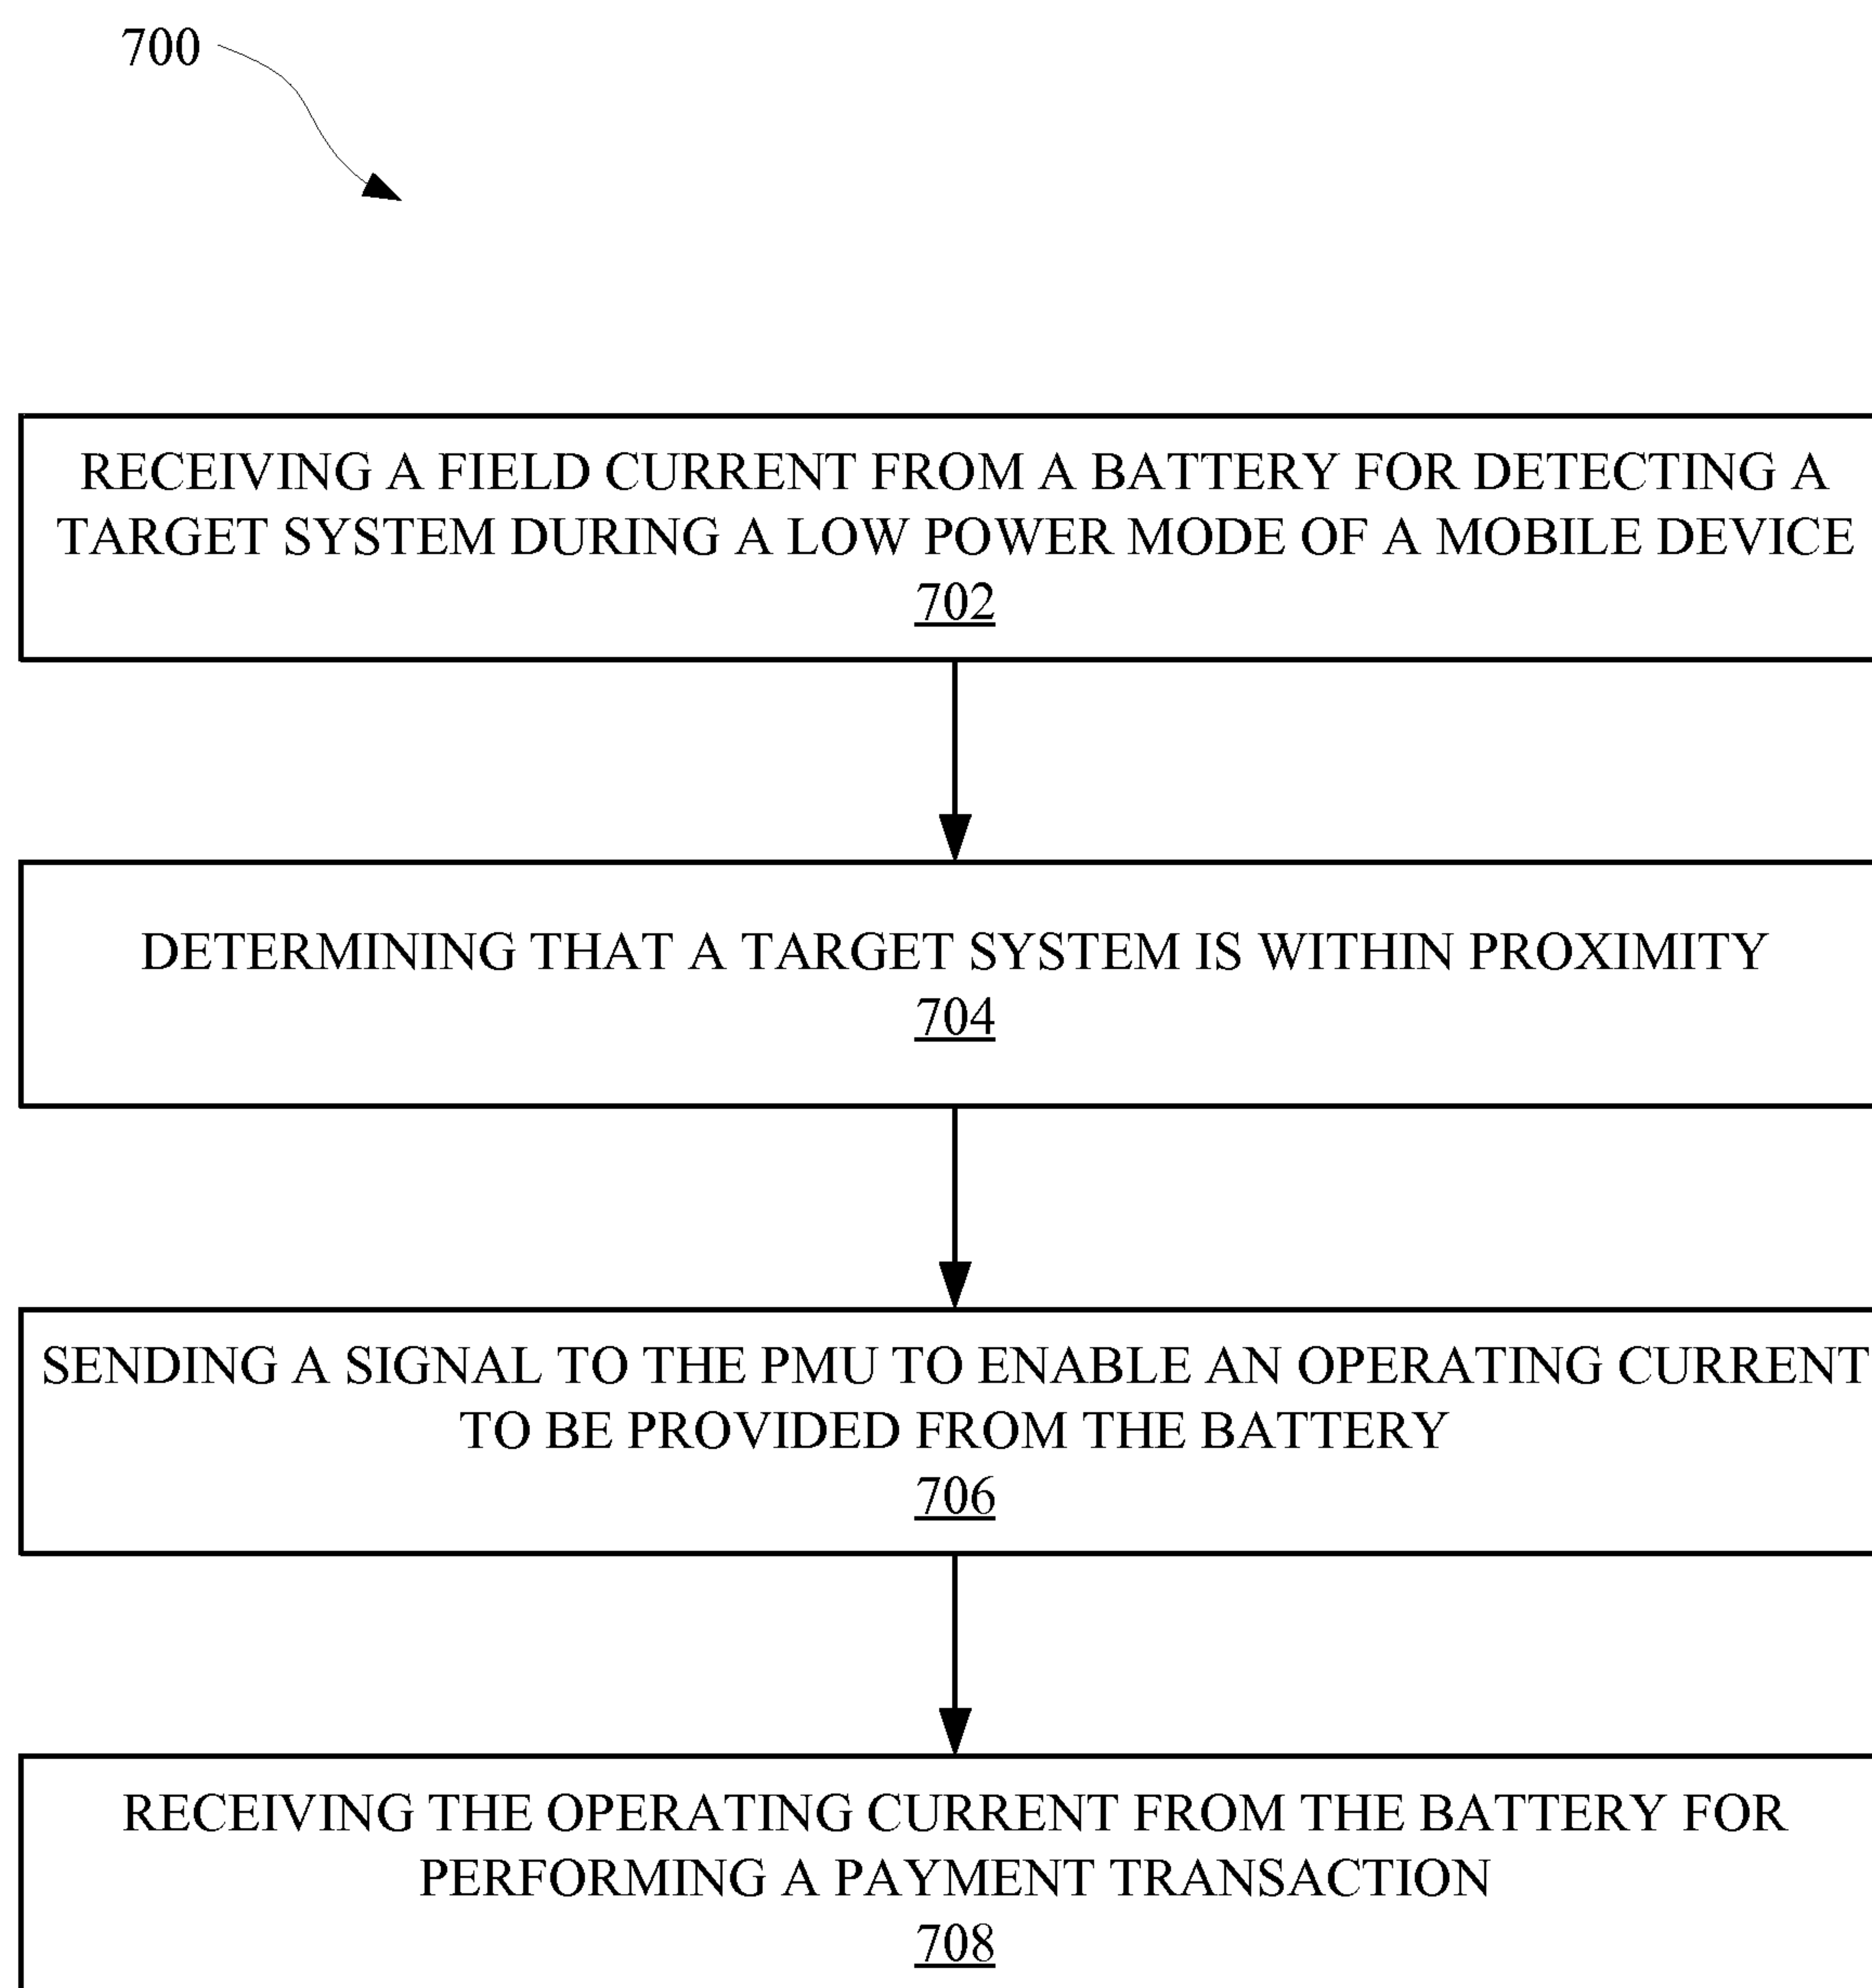 700
RECEIVING A FIELD CURRENT FROM A BATTERY FOR DETECTING A
TARGET SYSTEM DURING A LOW POWER MODE OF A MOBILE DEVICE
702
DETERMINING THAT A TARGET SYSTEM IS WITHIN PROXIMITY
704
SENDING A SIGNAL TO THE PMU TO ENABLE AN OPERATING CURRENT
TO BE PROVIDED FROM THE BATTERY
706
RECEIVING THE OPERATING CURRENT FROM THE BATTERY FOR
PERFORMING A PAYMENT TRANSACTION
708